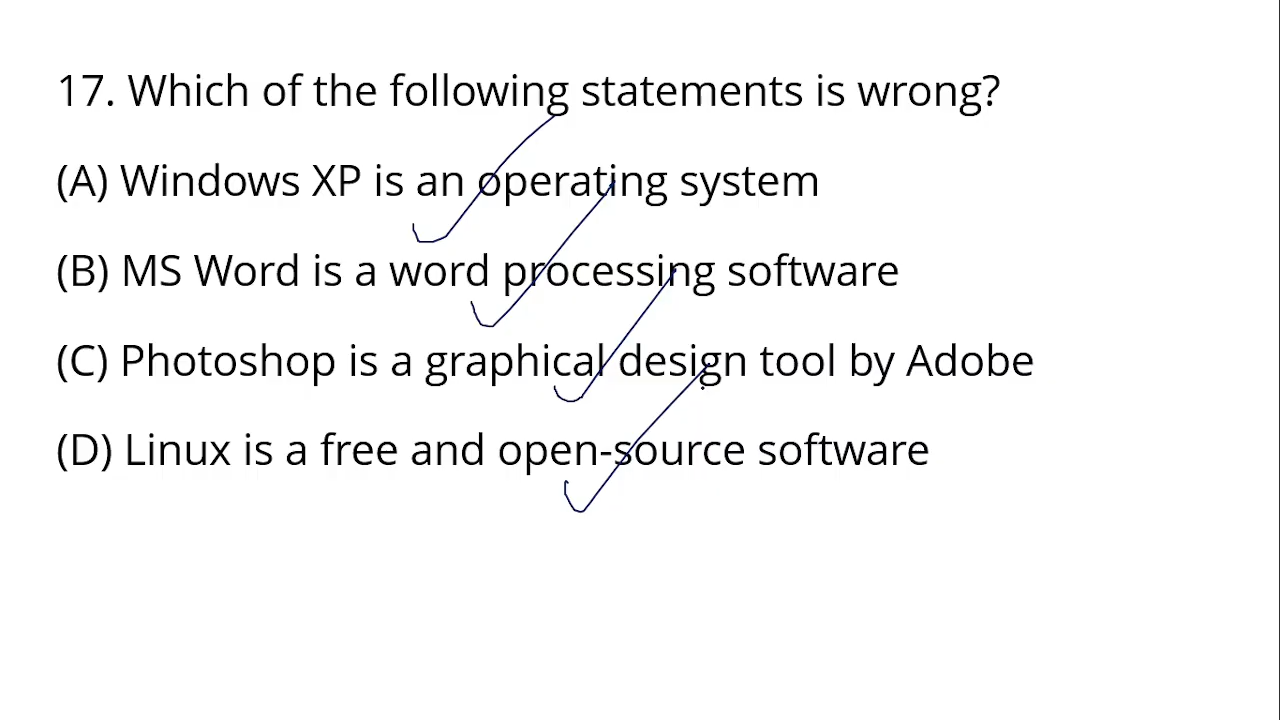 17. Which of the following statements is wrong?
(A) Windows XP is an operating system
(B) MS Word is a word processing software
(C) Photoshop is a graphical design tool by Adobe
(D) Linux is a free and open-source software